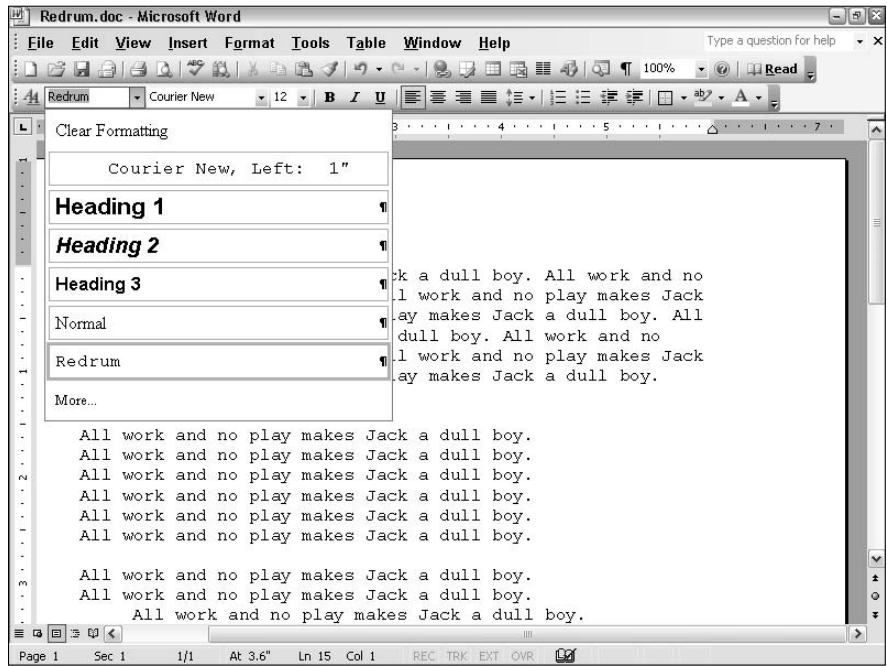 Redrum.doc - Microsoft Word
File Edit View Insert Format Tools Table Window Help Type a question for help
100% Read
Redrum Courier New 12 B I U
3 4 5 7
Clear Formatting
Courier New, Left: 1"
Heading 1 ¶
Heading 2 ¶
Heading 3 ¶
Normal ¶
Redrum ¶
More...
a dull boy. All work and no
work and no play makes Jack
makes Jack a dull boy. All
dull boy. All work and no
work and no play makes Jack
makes Jack a dull boy.
All work and no play makes Jack a dull boy.
All work and no play makes Jack a dull boy.
All work and no play makes Jack a dull boy.
All work and no play makes Jack a dull boy.
All work and no play makes Jack a dull boy.
All work and no play makes Jack a dull boy.
All work and no play makes Jack a dull boy.
All work and no play makes Jack a dull boy.
All work and no play makes Jack a dull boy.
Page 1 Sec 1 1/1 At 3.6" Ln 15 Col 1 REC TRK EXT OVR